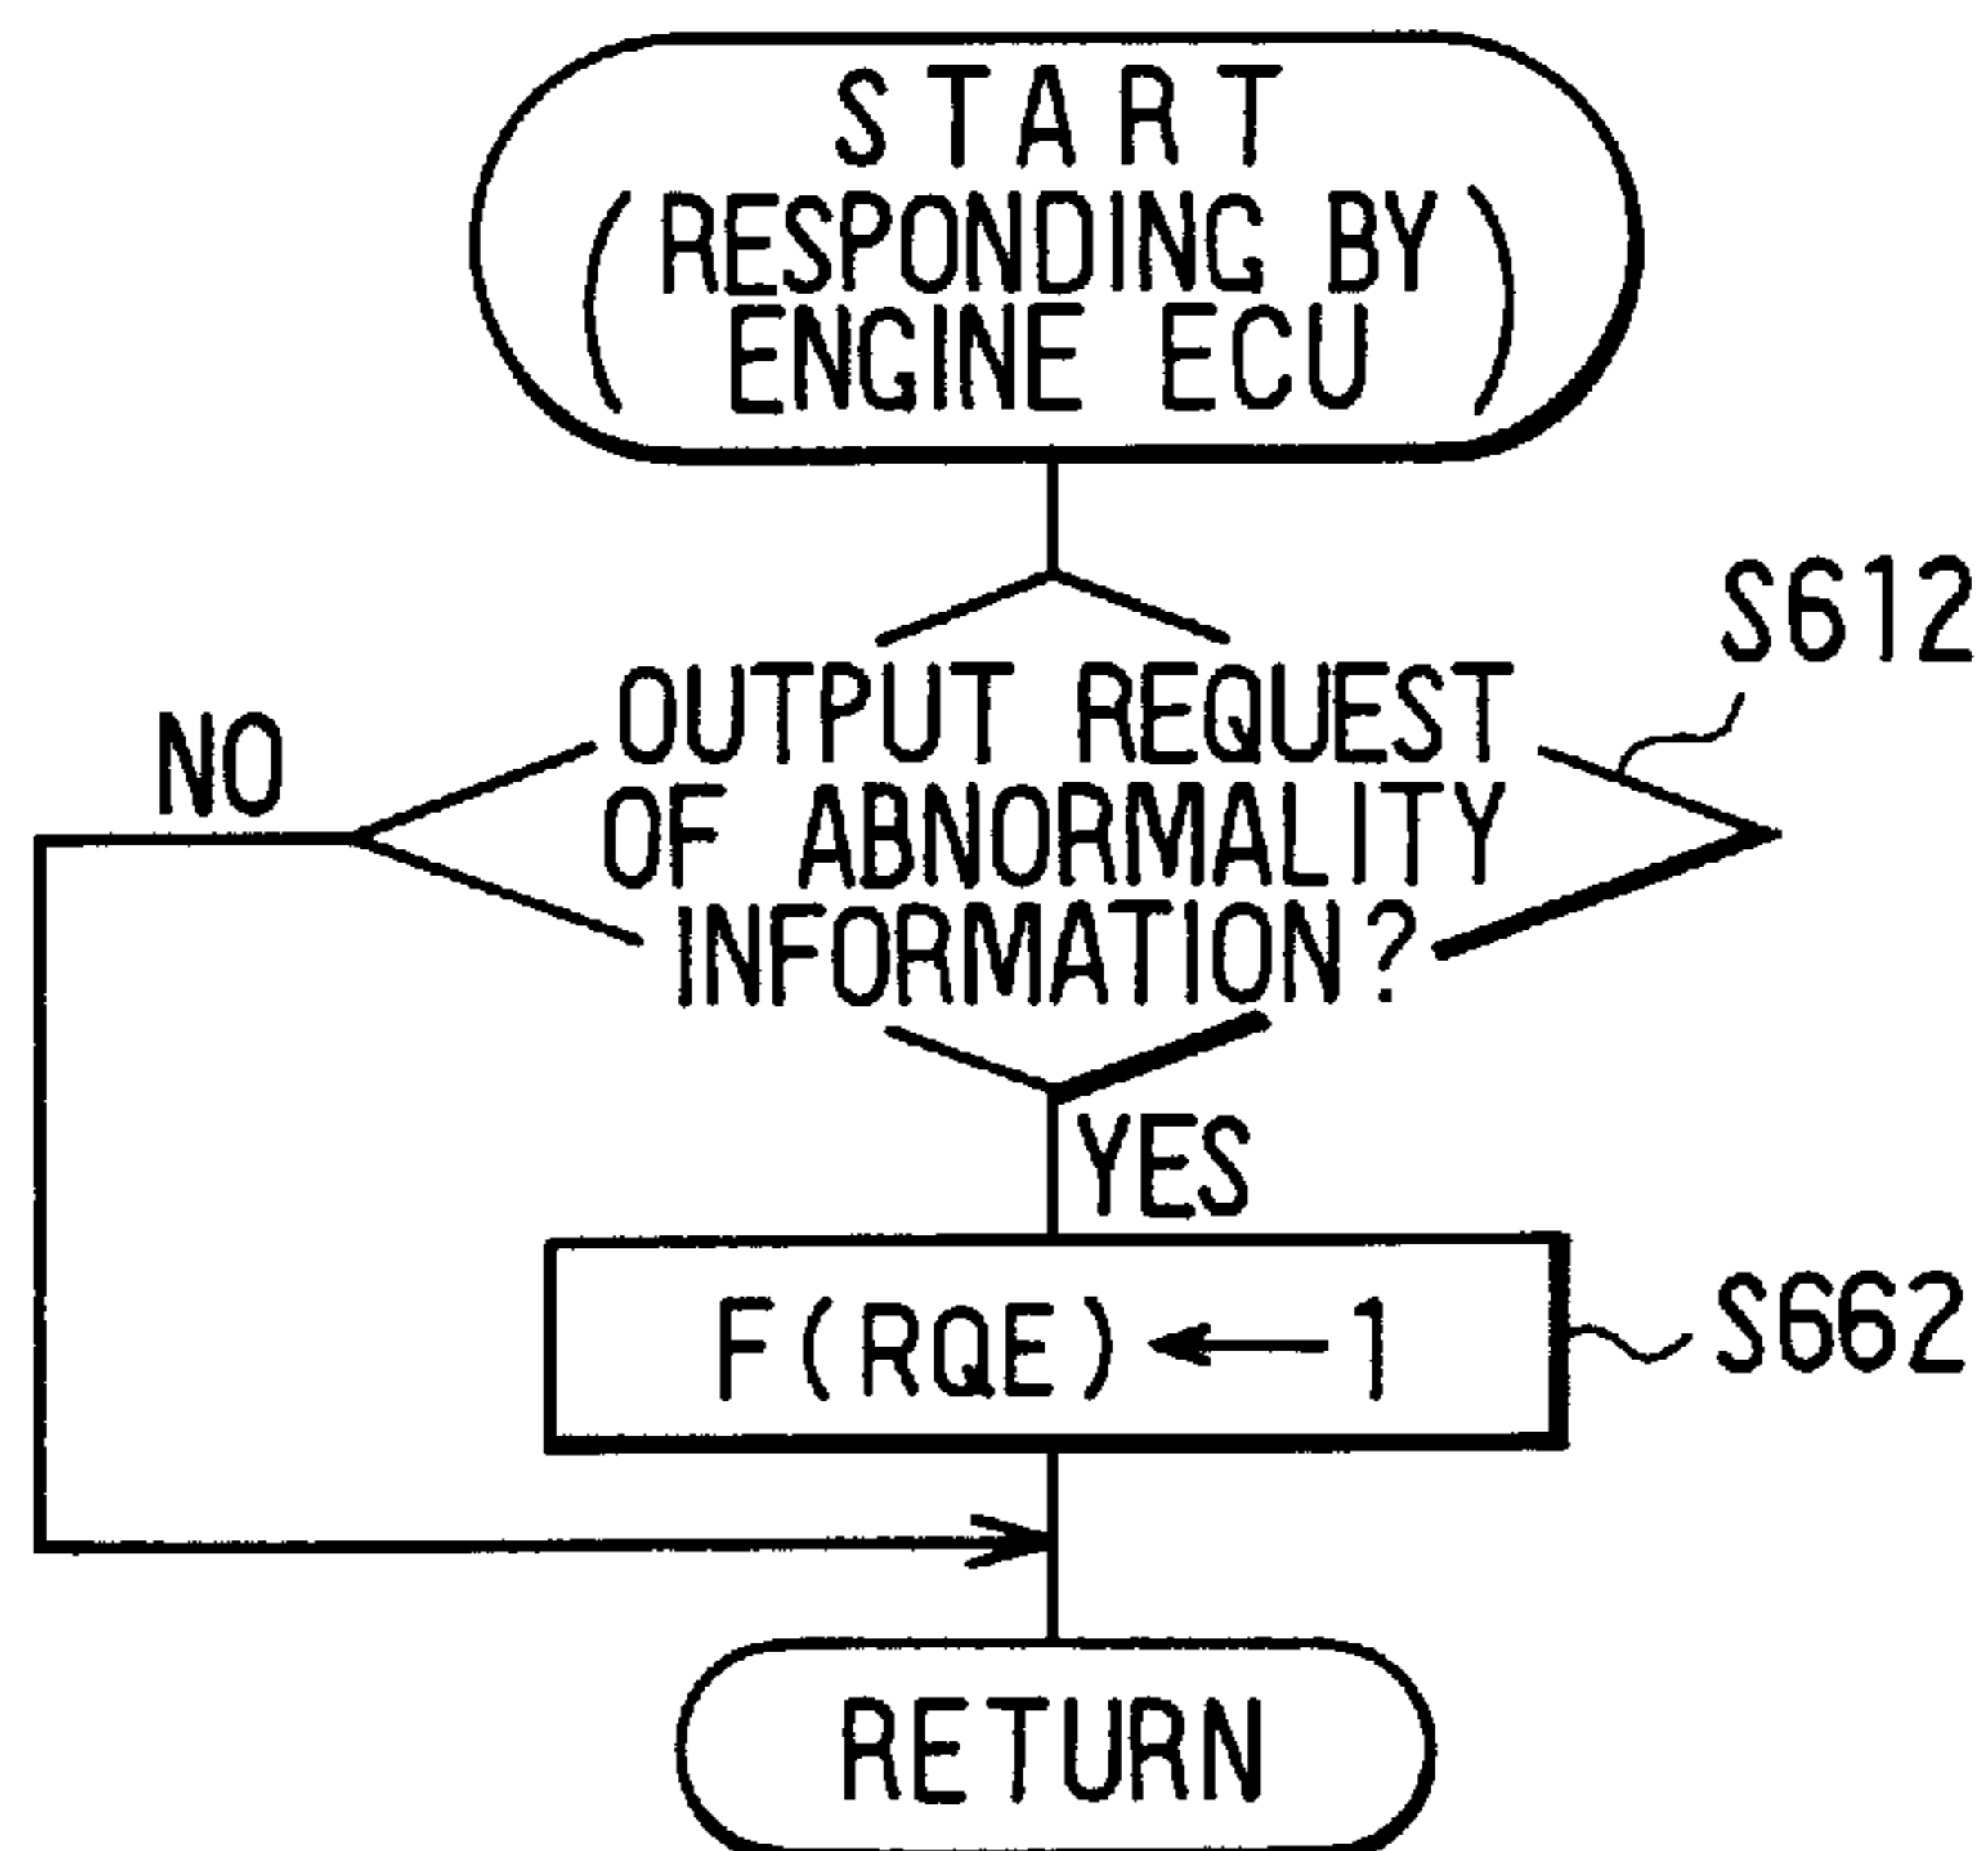 START
(RESPONDING BY
ENGINE ECU)
S612
OUTPUT REQUEST
OF ABNORMALITY
INFORMATION?
NO
YES
F(RQE) ← 1
S662
RETURN